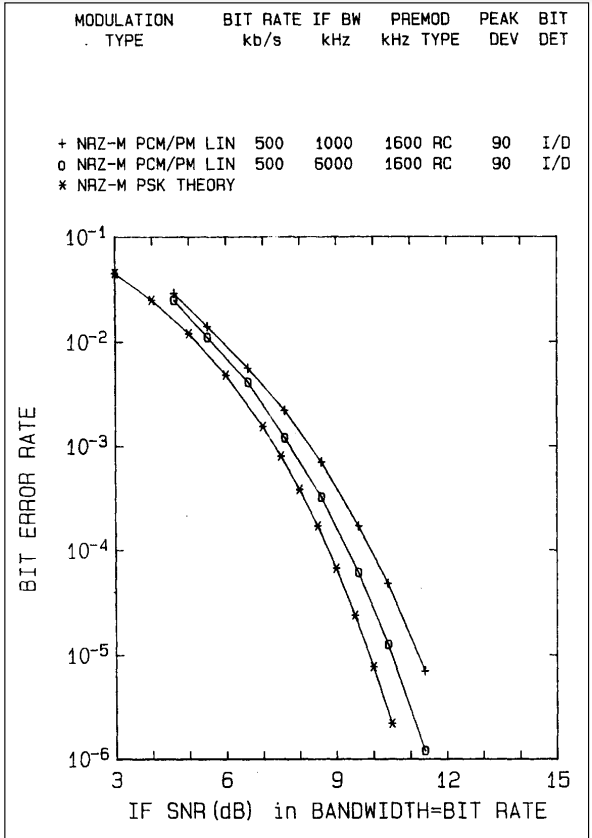 MODULATION BIT RATE IF BW PREMOD PEAK BIT
TYPE kb/s kHz kHz TYPE DEV DET
+ NRZ-M PCM/PM LIN 500 1000 1600 RC 90 I/D
o NRZ-M PCM/PM LIN 500 6000 1600 RC 90 I/D
* NRZ-M PSK THEORY
10⁻¹
10⁻²
10⁻³
10⁻⁴
10⁻⁵
10⁻⁶
BIT ERROR RATE
3 6 9 12 15
IF SNR(dB) in BANDWIDTH=BIT RATE